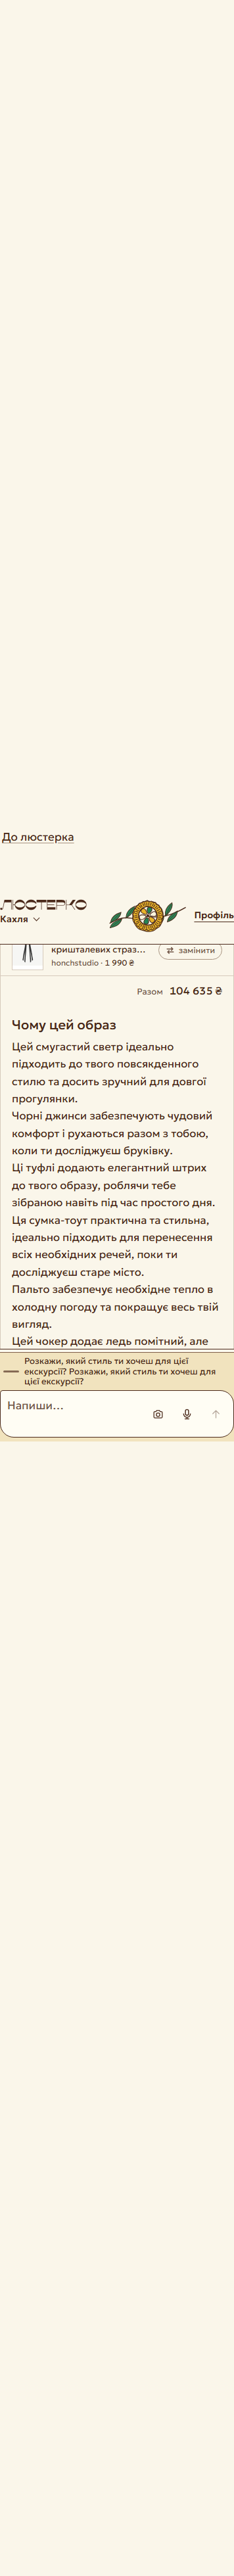 До люстерка
ЛЮСТЕРКО
Кахля
Профіль
кришталевих страз…
honchstudio · 1 990 ₴
замінити
Разом 104 635 ₴
Чому цей образ
Цей смугастий светр ідеально
підходить до твого повсякденного
стилю та досить зручний для довгої
прогулянки.
Чорні джинси забезпечують чудовий
комфорт і рухаються разом з тобою,
коли ти досліджуєш бруківку.
Ці туфлі додають елегантний штрих
до твого образу, роблячи тебе
зібраною навіть під час простого дня.
Ця сумка-тоут практична та стильна,
ідеально підходить для перенесення
всіх необхідних речей, поки ти
досліджуєш старе місто.
Пальто забезпечує необхідне тепло в
холодну погоду та покращує весь твій
вигляд.
Цей чокер додає ледь помітний, але
Розкажи, який стиль ти хочеш для цієї
екскурсії? Розкажи, який стиль ти хочеш для
цієї екскурсії?
Напиши…